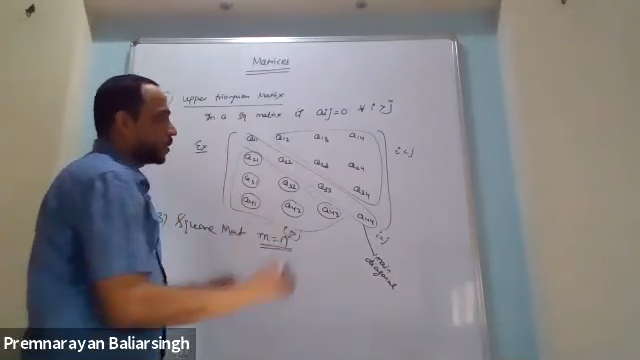 Matrices
upper triangular Matrix
In a sq matrix if aij=0 ∀ i>j
Ex
a11 a12 a13 a14 i<j
a21 a22 a23 a24
a31 a32 a33 a34
a41 a42 a43 a44
i=j
3) Square Mat m=n
main
diagonal
Premnarayan Baliarsingh